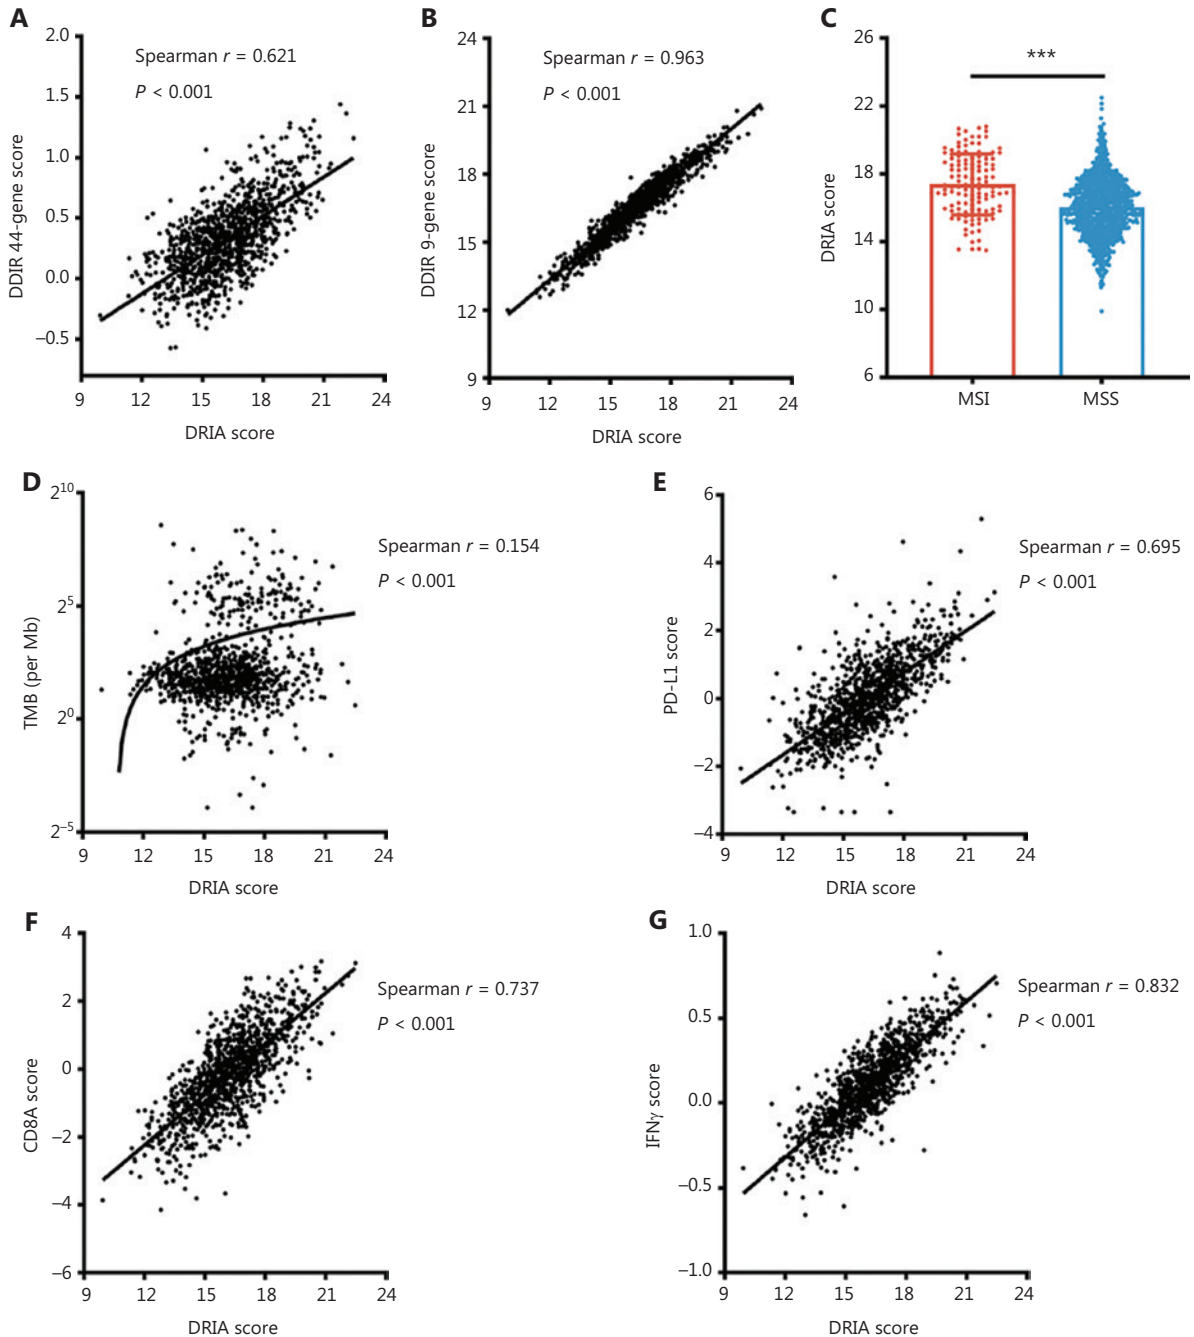 A
2.0
1.5
1.0
0.5
0.0
−0.5
DDIR 44-gene score
Spearman r = 0.621
P < 0.001
9 12 15 18 21 24
DRIA score
B
24
21
18
15
12
9
DDIR 9-gene score
Spearman r = 0.963
P < 0.001
9 12 15 18 21 24
DRIA score
C
26
22
18
14
10
6
DRIA score
***
MSI MSS
D
2^10
2^5
2^0
2^−5
TMB (per Mb)
Spearman r = 0.154
P < 0.001
9 12 15 18 21 24
DRIA score
E
6
4
2
0
−2
−4
PD-L1 score
Spearman r = 0.695
P < 0.001
9 12 15 18 21 24
DRIA score
F
4
2
0
−2
−4
−6
CD8A score
Spearman r = 0.737
P < 0.001
9 12 15 18 21 24
DRIA score
G
1.0
0.5
0.0
−0.5
−1.0
IFNγ score
Spearman r = 0.832
P < 0.001
9 12 15 18 21 24
DRIA score